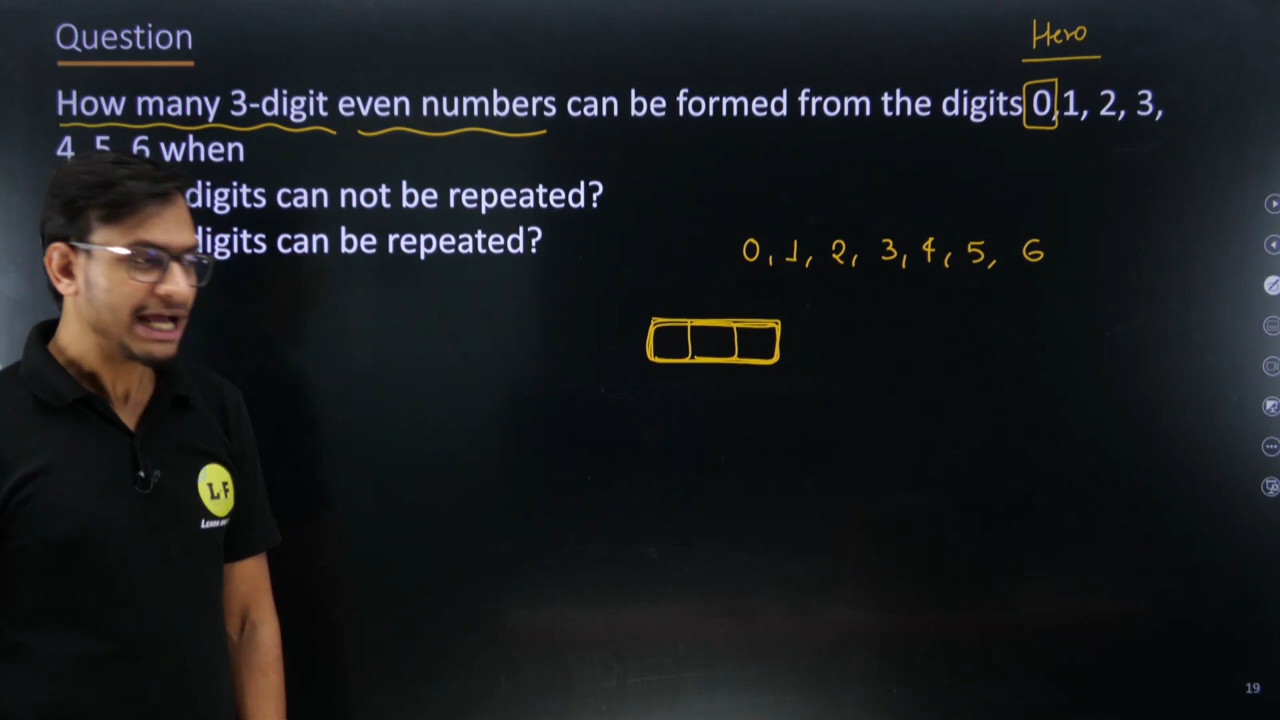 Question
Hero
How many 3-digit even numbers can be formed from the digits 0,1, 2, 3,
4, 5, 6 when
digits can not be repeated?
digits can be repeated?
0, 1, 2, 3, 4, 5, 6
LF
19